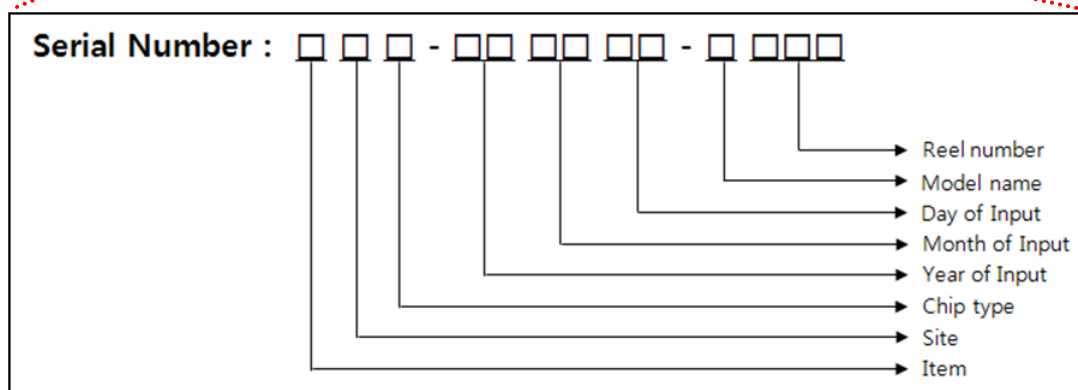 Serial Number : □ □ □ - □□ □□ □□ - □ □□□
Reel number
Model name
Day of Input
Month of Input
Year of Input
Chip type
Site
Item